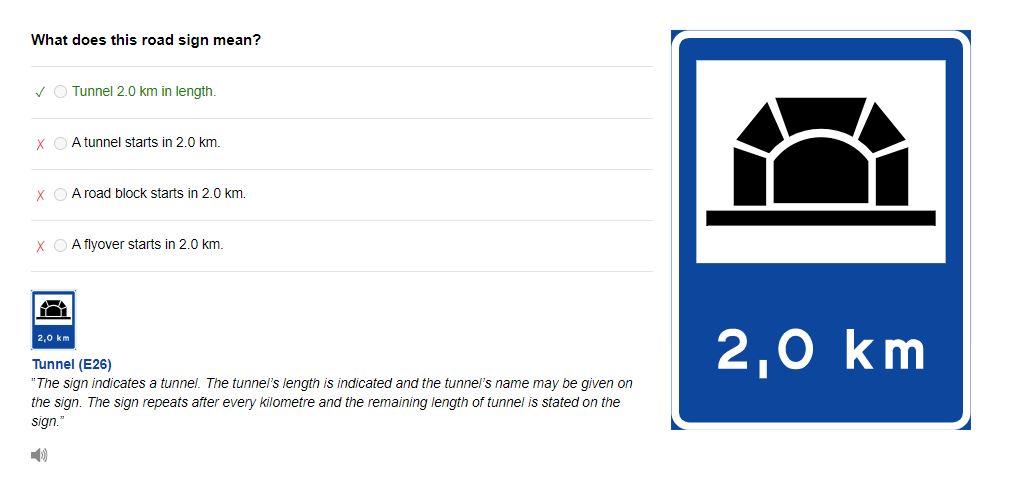 What does this road sign mean?
✓ Tunnel 2.0 km in length.
X A tunnel starts in 2.0 km.
X A road block starts in 2.0 km.
X A flyover starts in 2.0 km.
2,0 km
Tunnel (E26)
"The sign indicates a tunnel. The tunnel's length is indicated and the tunnel's name may be given on
the sign. The sign repeats after every kilometre and the remaining length of tunnel is stated on the
sign."
2,0 km